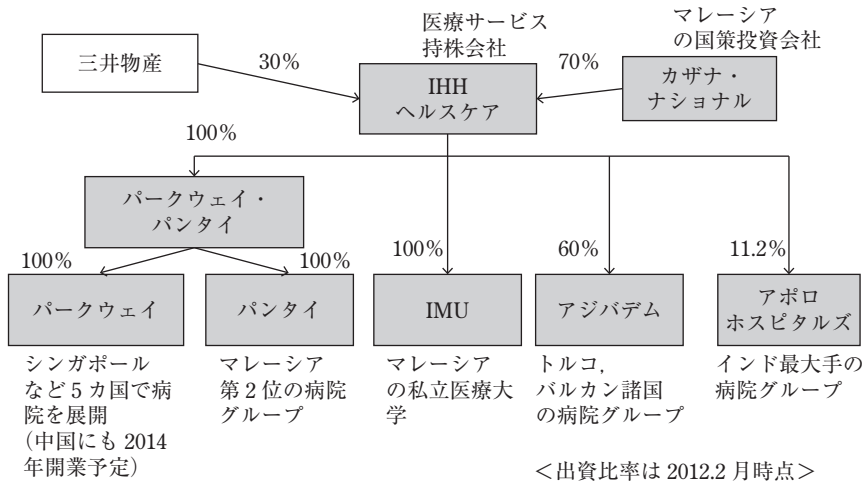 医療サービス
持株会社
マレーシア
の国策投資会社
三井物産
30%
IHH
ヘルスケア
70%
カザナ・
ナショナル
100%
パークウェイ・
パンタイ
100%
100%
100%
60%
11.2%
パークウェイ
パンタイ
IMU
アジバデム
アポロ
ホスピタルズ
シンガポール
など 5 カ国で病
院を展開
(中国にも 2014
年開業予定)
マレーシア
第 2 位の病院
グループ
マレーシア
の私立医療大
学
トルコ,
バルカン諸国
の病院グループ
インド最大手の
病院グループ
<出資比率は 2012.2 月時点>